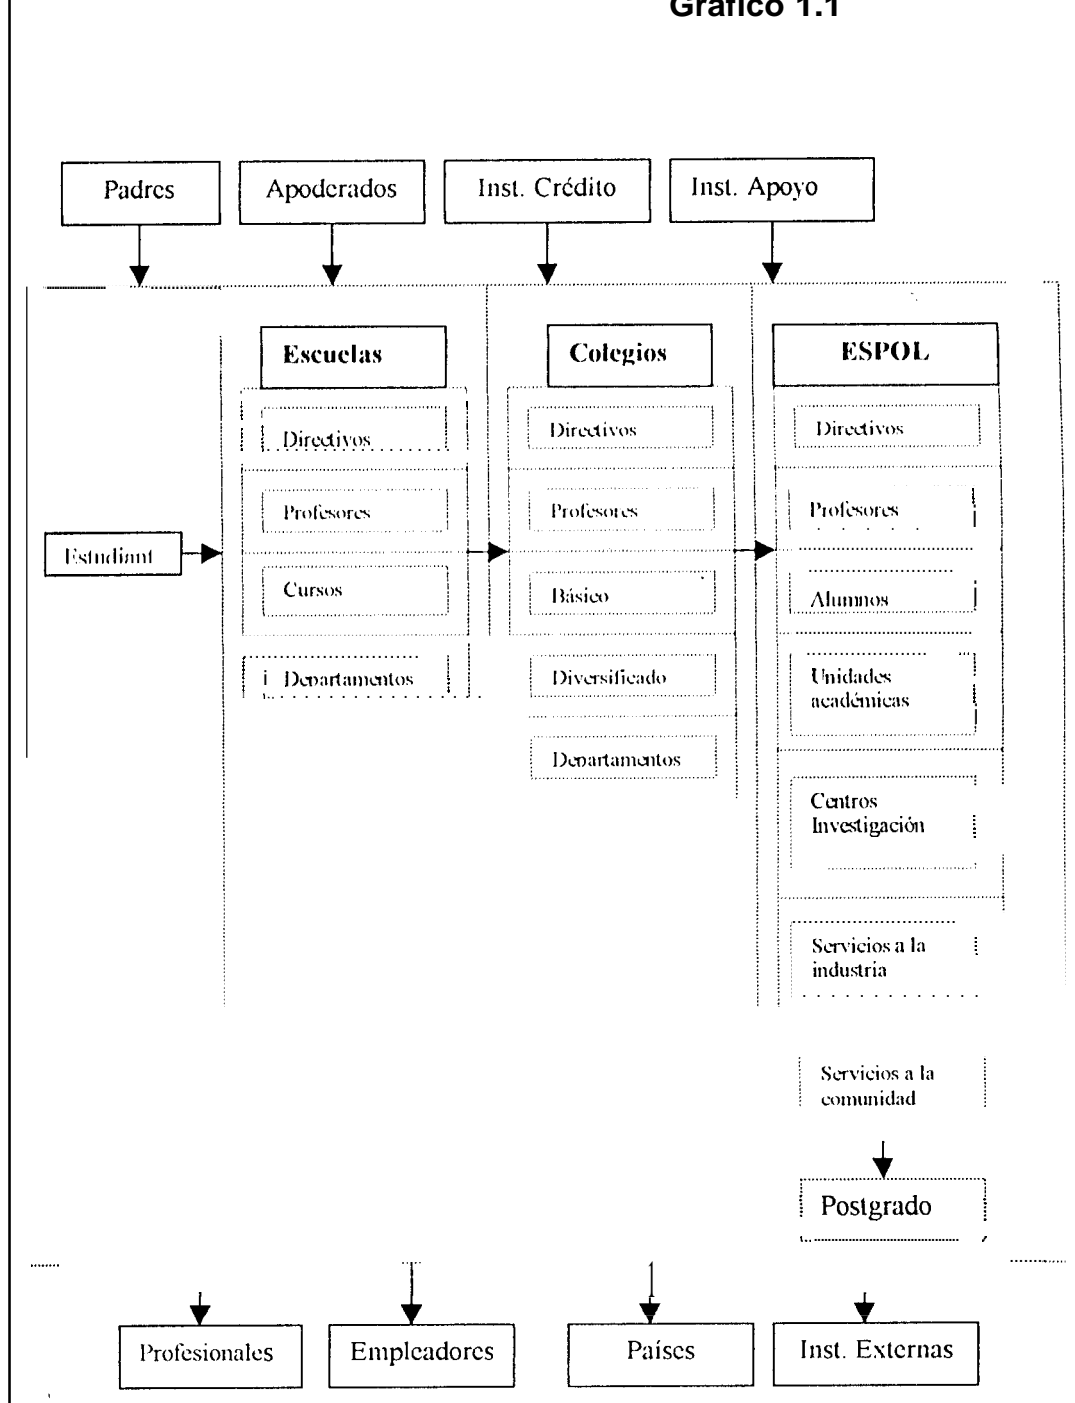 Gráfico 1.1
Padres
Apoderados
Inst. Crédito
Inst. Apoyo
Escuelas
Colegios
ESPOL
Directivos
Directivos
Directivos
Profesores
Profesores
Profesores
Estudiant
Cursos
Básico
Alumnos
Departamentos
Diversificado
Unidades
académicas
Departamentos
Centros
Investigación
Servicios a la
industria
Servicios a la
comunidad
Postgrado
Profesionales
Empleadores
Países
Inst. Externas